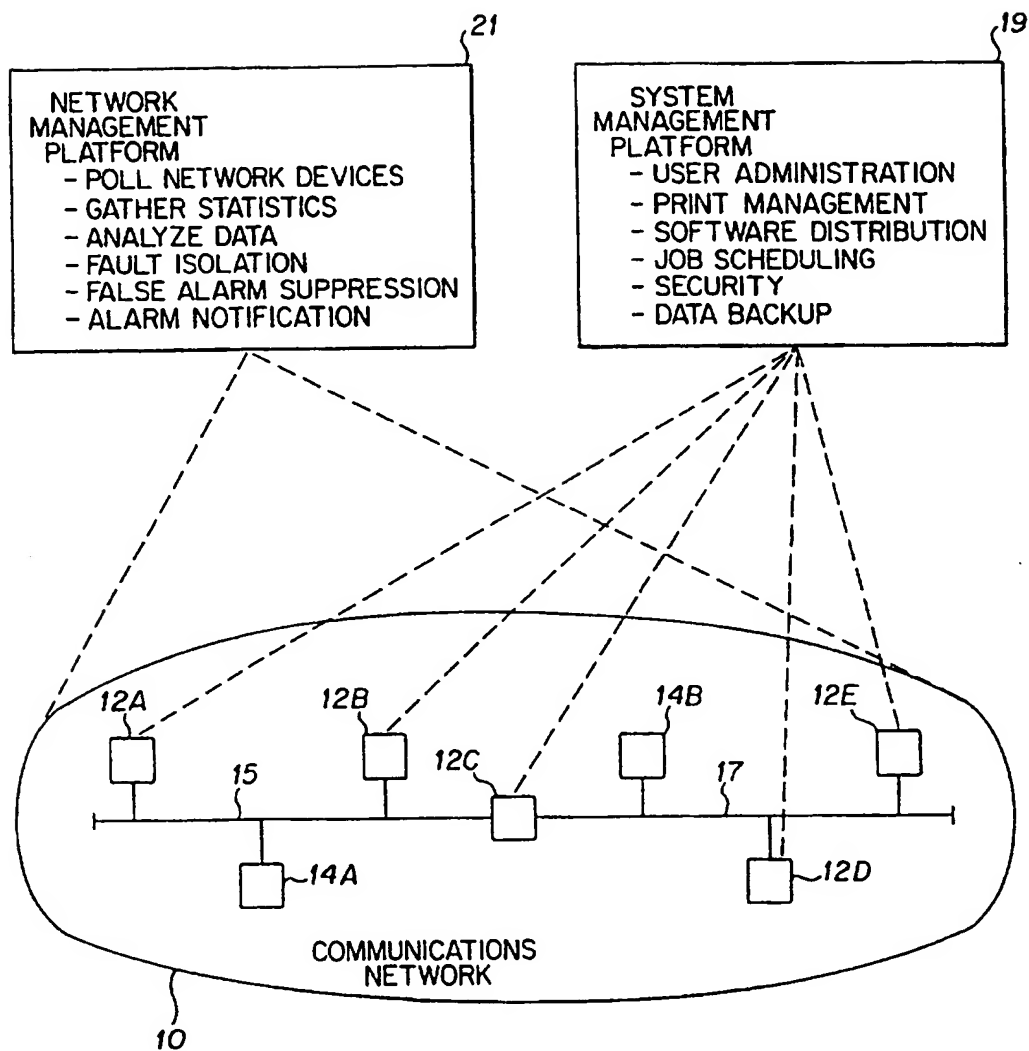 21
19
NETWORK
MANAGEMENT
PLATFORM
- POLL NETWORK DEVICES
- GATHER STATISTICS
- ANALYZE DATA
- FAULT ISOLATION
- FALSE ALARM SUPPRESSION
- ALARM NOTIFICATION
SYSTEM
MANAGEMENT
PLATFORM
- USER ADMINISTRATION
- PRINT MANAGEMENT
- SOFTWARE DISTRIBUTION
- JOB SCHEDULING
- SECURITY
- DATA BACKUP
12A
12B
14B
12E
15
12C
17
14A
12D
COMMUNICATIONS
NETWORK
10